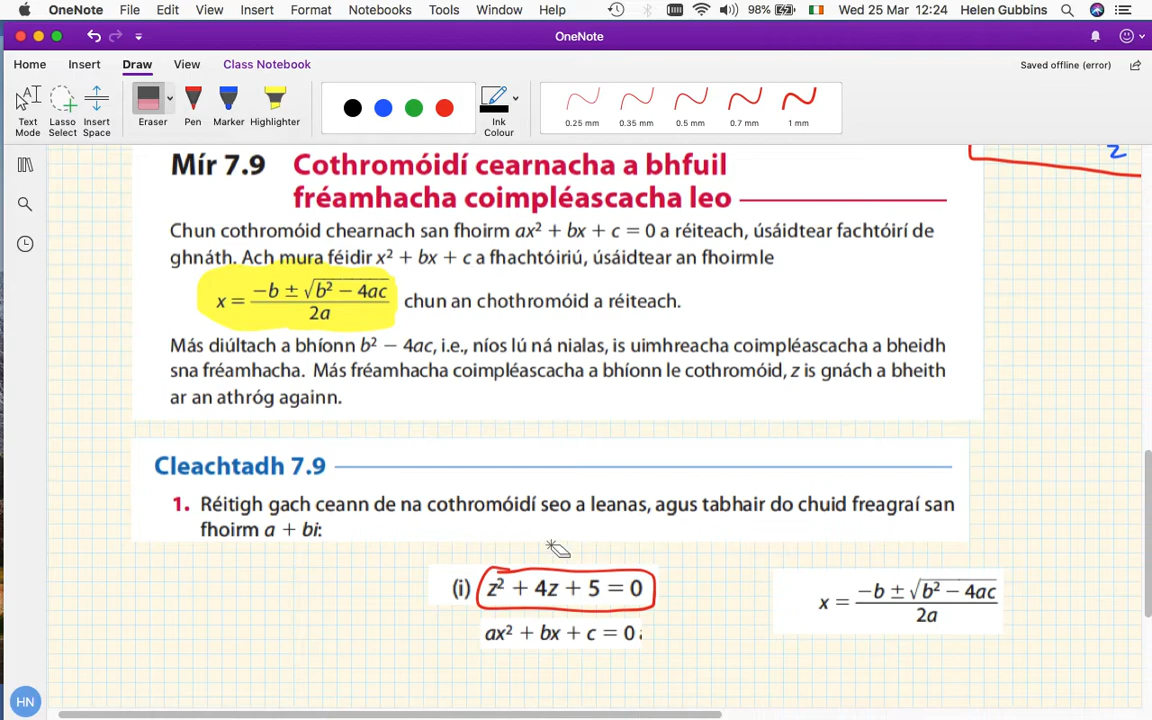 OneNote File Edit View Insert Format Notebooks Tools Window Help 98% Wed 25 Mar 12:24 Helen Gubbins
OneNote
Home Insert Draw View Class Notebook Saved offline (error)
Text Mode Lasso Select Insert Space Eraser Pen Marker Highlighter Ink Colour 0.25 mm 0.35 mm 0.5 mm 0.7 mm 1 mm
z
Mír 7.9 Cothromóidí cearnacha a bhfuil
fréamhacha coimpléascacha leo
Chun cothromóid chearnach san fhoirm ax² + bx + c = 0 a réiteach, úsáidtear fachtóirí de
ghnáth. Ach mura féidir x² + bx + c a fhachtóiriú, úsáidtear an fhoirmle
x = (−b ± √(b² − 4ac))/2a chun an chothromóid a réiteach.
Más diúltach a bhíonn b² − 4ac, i.e., níos lú ná nialas, is uimhreacha coimpléascacha a bheidh
sna fréamhacha. Más fréamhacha coimpléascacha a bhíonn le cothromóid, z is gnách a bheith
ar an athróg againn.
Cleachtadh 7.9
1. Réitigh gach ceann de na cothromóidí seo a leanas, agus tabhair do chuid freagraí san
fhoirm a + bi:
(i) z² + 4z + 5 = 0
ax² + bx + c = 0
x = (−b ± √(b² − 4ac))/2a
HN